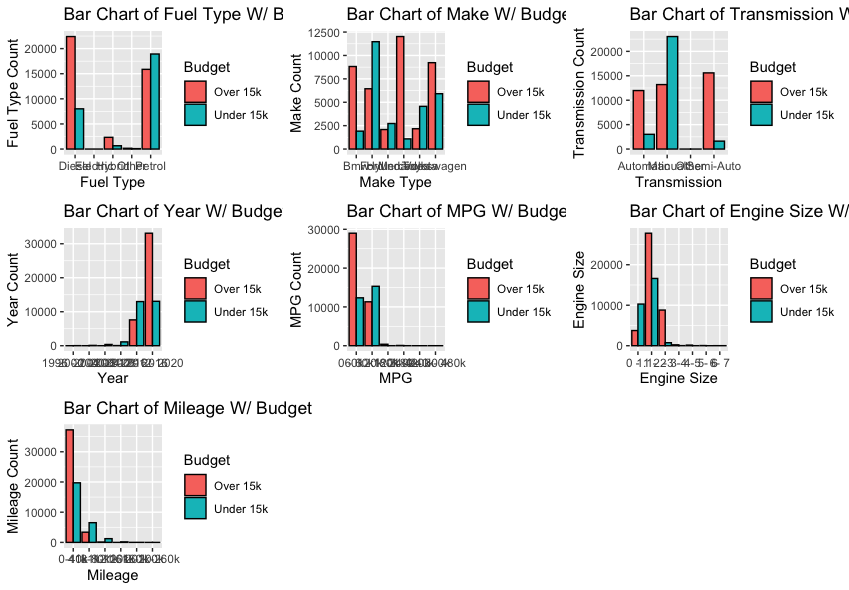 Bar Chart of Fuel Type W/ B
Fuel Type Count
20000
15000
10000
5000
0
Fuel Type
Budget
Over 15k
Under 15k
Bar Chart of Make W/ Budge
Make Count
12500
10000
7500
5000
2500
0
Make Type
Budget
Over 15k
Under 15k
Bar Chart of Transmission W
Transmission Count
20000
15000
10000
5000
0
Transmission
Budget
Over 15k
Under 15k
Bar Chart of Year W/ Budge
Year Count
30000
20000
10000
0
Year
Budget
Over 15k
Under 15k
Bar Chart of MPG W/ Budge
MPG Count
30000
20000
10000
0
MPG
Budget
Over 15k
Under 15k
Bar Chart of Engine Size W/
Engine Size
20000
10000
0
Engine Size
Budget
Over 15k
Under 15k
Bar Chart of Mileage W/ Budget
Mileage Count
30000
20000
10000
0
Mileage
Budget
Over 15k
Under 15k